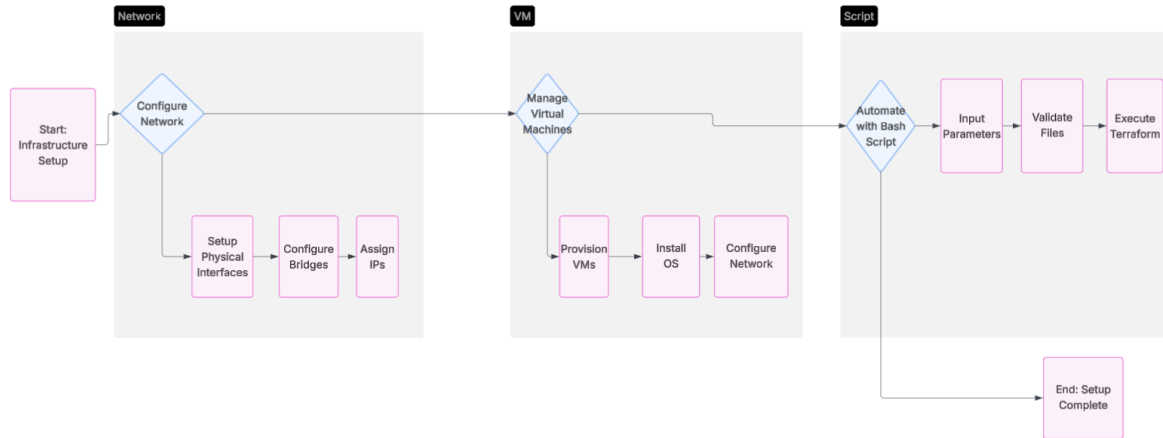 Network
VM
Script
Start:
Infrastructure
Setup
Configure
Network
Manage
Virtual
Machines
Automate
with Bash
Script
Input
Parameters
Validate
Files
Execute
Terraform
Setup
Physical
Interfaces
Configure
Bridges
Assign
IPs
Provision
VMs
Install
OS
Configure
Network
End: Setup
Complete